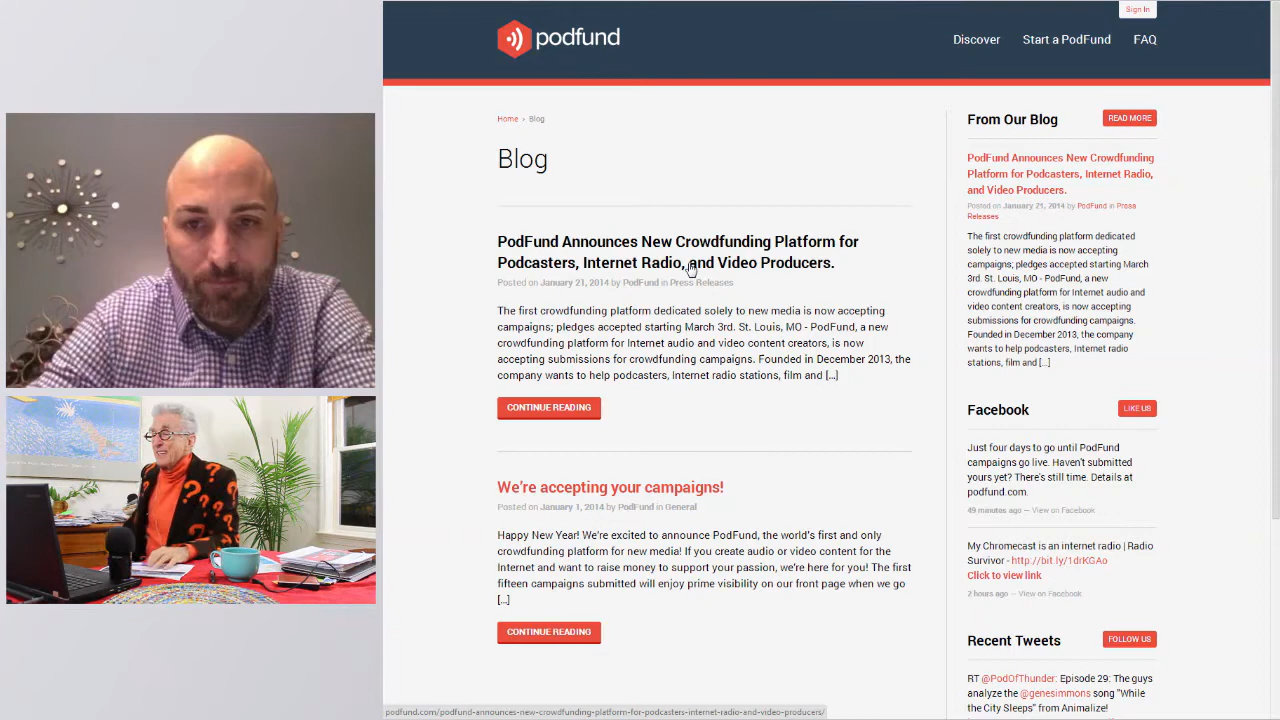 Sign In
podfund
Discover
Start a PodFund
FAQ
Home › Blog
Blog
PodFund Announces New Crowdfunding Platform for
Podcasters, Internet Radio, and Video Producers.
Posted on January 21, 2014 by PodFund in Press Releases
The first crowdfunding platform dedicated solely to new media is now accepting
campaigns; pledges accepted starting March 3rd. St. Louis, MO - PodFund, a new
crowdfunding platform for Internet audio and video content creators, is now
accepting submissions for crowdfunding campaigns. Founded in December 2013, the
company wants to help podcasters, Internet radio stations, film and [...]
CONTINUE READING
We're accepting your campaigns!
Posted on January 1, 2014 by PodFund in General
Happy New Year! We're excited to announce PodFund, the world's first and only
crowdfunding platform for new media! If you create audio or video content for the
Internet and want to raise money to support your passion, we're here for you! The first
fifteen campaigns submitted will enjoy prime visibility on our front page when we go
[...]
CONTINUE READING
From Our Blog
READ MORE
PodFund Announces New Crowdfunding
Platform for Podcasters, Internet Radio,
and Video Producers.
Posted on January 21, 2014 by PodFund in Press
Releases
The first crowdfunding platform dedicated
solely to new media is now accepting
campaigns; pledges accepted starting March
3rd. St. Louis, MO - PodFund, a new
crowdfunding platform for Internet audio and
video content creators, is now accepting
submissions for crowdfunding campaigns.
Founded in December 2013, the company
wants to help podcasters, Internet radio
stations, film and [...]
Facebook
LIKE US
Just four days to go until PodFund
campaigns go live. Haven't submitted
yours yet? There's still time. Details at
podfund.com.
49 minutes ago — View on Facebook
My Chromecast is an internet radio | Radio
Survivor - http://bit.ly/1drKGAo
Click to view link
2 hours ago — View on Facebook
Recent Tweets
FOLLOW US
RT @PodOfThunder: Episode 29: The guys
analyze the @genesimmons song "While
the City Sleeps" from Animalize!
podfund.com/podfund-announces-new-crowdfunding-platform-for-podcasters-internet-radio-and-video-producers/